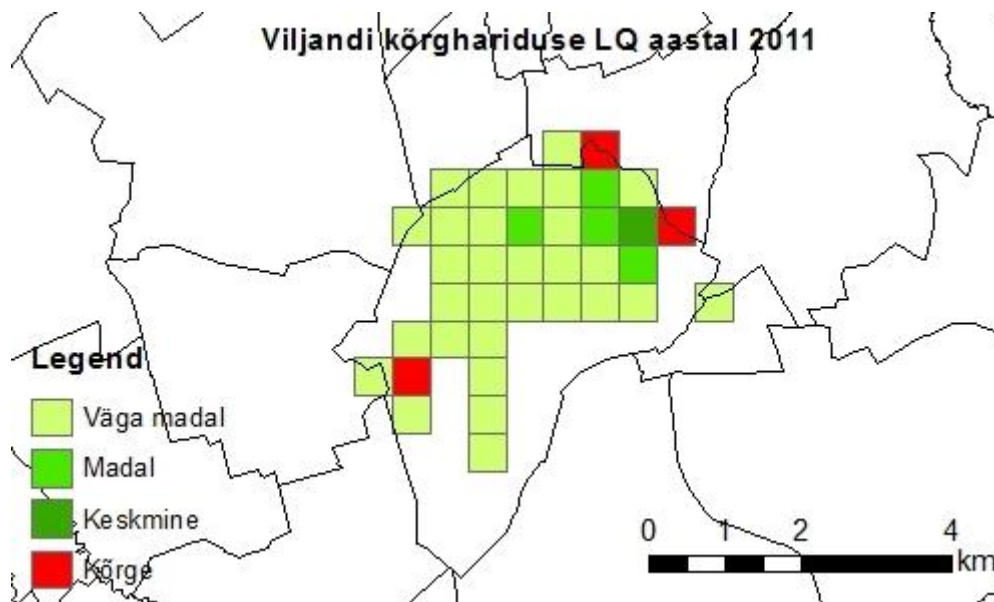 Viljandi kõrghariduse LQ aastal 2011
Legend
Väga madal
Madal
Keskmine
Kõrge
0 1 2 4
km